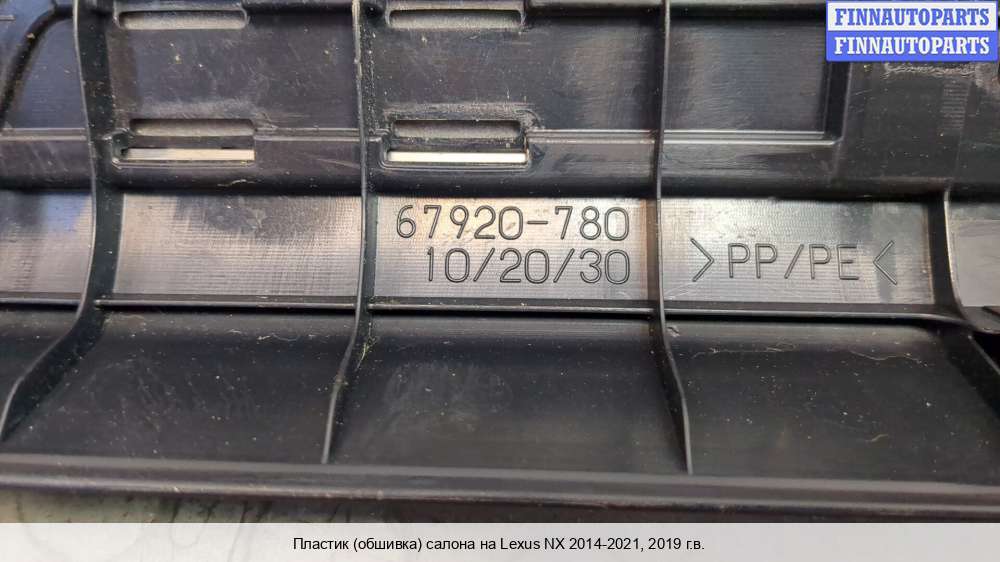 FINNAUTOPARTS
FINNAUTOPARTS
67920-780
10/20/30
>PP/PE<
Пластик (обшивка) салона на Lexus NX 2014-2021, 2019 г.в.